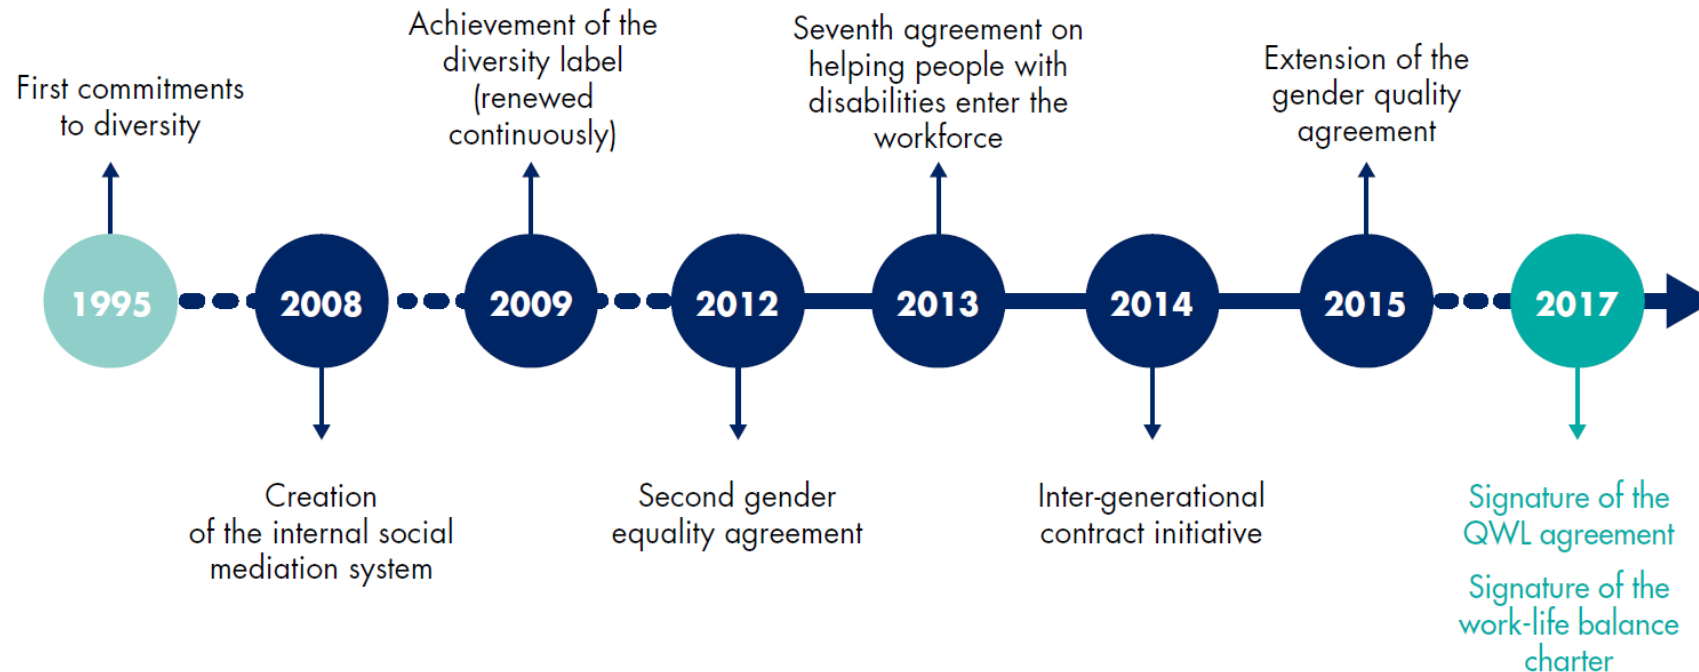 First commitments
to diversity
Achievement of the
diversity label
(renewed
continuously)
Seventh agreement on
helping people with
disabilities enter the
workforce
Extension of the
gender quality
agreement
1995
2008
2009
2012
2013
2014
2015
2017
Creation
of the internal social
mediation system
Second gender
equality agreement
Inter-generational
contract initiative
Signature of the
QWL agreement
Signature of the
work-life balance
charter